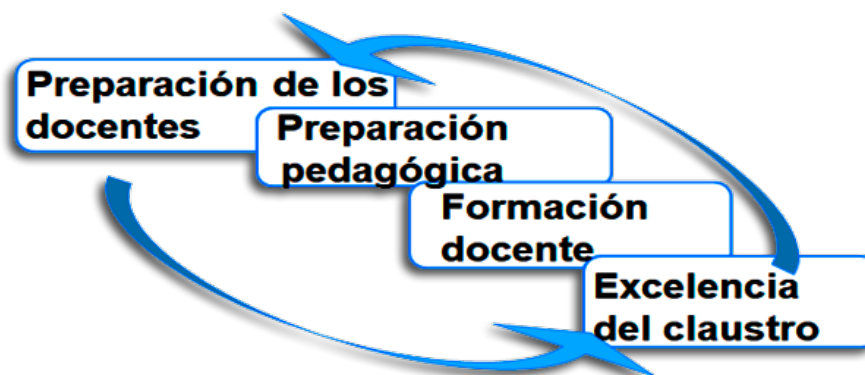 Preparación de los
docentes
Preparación
pedagógica
Formación
docente
Excelencia
del claustro